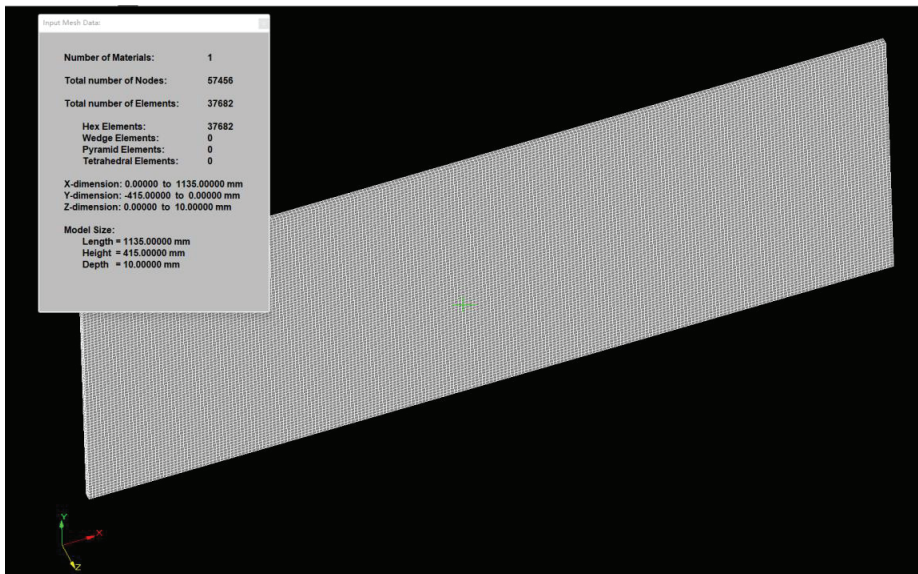 Input Mesh Data:
Number of Materials: 1
Total number of Nodes: 57456
Total number of Elements: 37682
Hex Elements: 37682
Wedge Elements: 0
Pyramid Elements: 0
Tetrahedral Elements: 0
X-dimension: 0.00000 to 1135.00000 mm
Y-dimension: -415.00000 to 0.00000 mm
Z-dimension: 0.00000 to 10.00000 mm
Model Size:
Length = 1135.00000 mm
Height = 415.00000 mm
Depth = 10.00000 mm
Y
X
Z